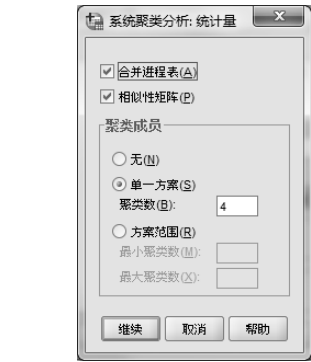 系统聚类分析: 统计量
合并进程表(A)
相似性矩阵(P)
聚类成员
无(N)
单一方案(S)
聚类数(B): 4
方案范围(R)
最小聚类数(M):
最大聚类数(X):
继续 取消 帮助